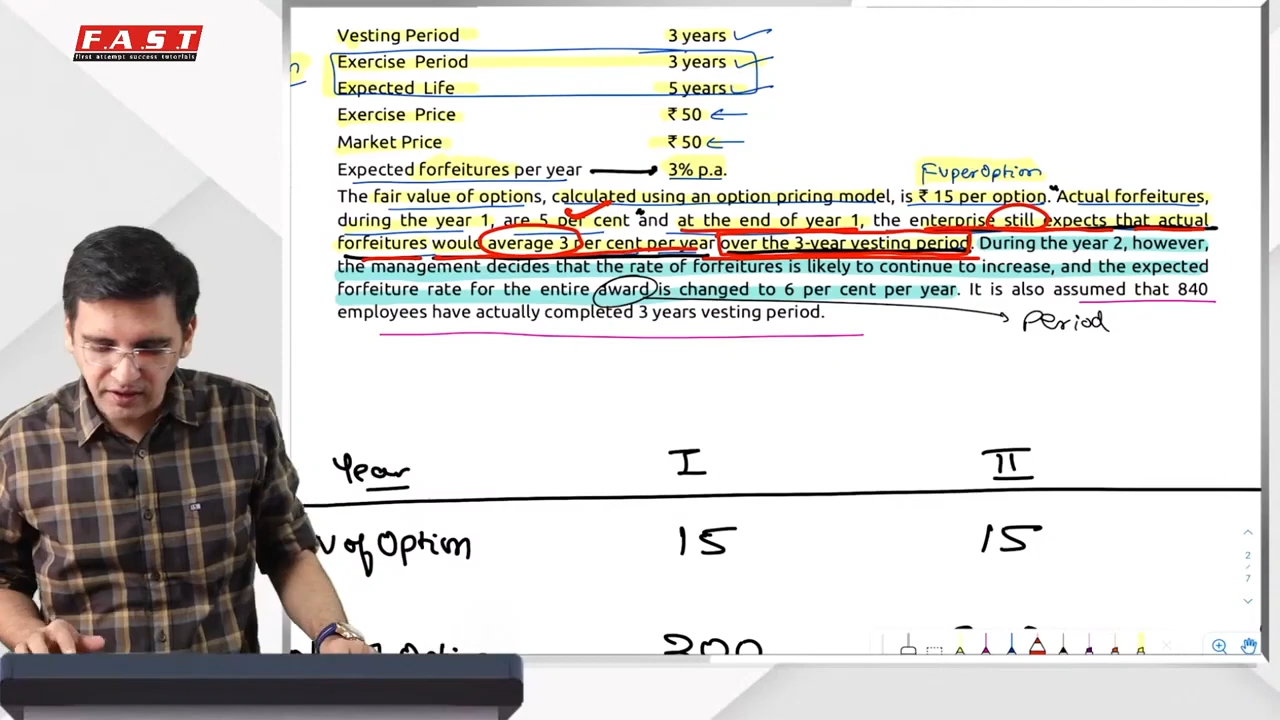 F.A.S.T
first attempt success tutorials
Vesting Period 3 years
Exercise Period 3 years
Expected Life 5 years
Exercise Price ₹ 50
Market Price ₹ 50
Expected forfeitures per year 3% p.a.
FVperOption
The fair value of options, calculated using an option pricing model, is ₹ 15 per option. Actual forfeitures,
during the year 1, are 5 per cent and at the end of year 1, the enterprise still expects that actual
forfeitures would average 3 per cent per year over the 3-year vesting period. During the year 2, however,
the management decides that the rate of forfeitures is likely to continue to increase, and the expected
forfeiture rate for the entire award is changed to 6 per cent per year. It is also assumed that 840
employees have actually completed 3 years vesting period.
Period
Year I II
of Option 15 15
300
2
/
7